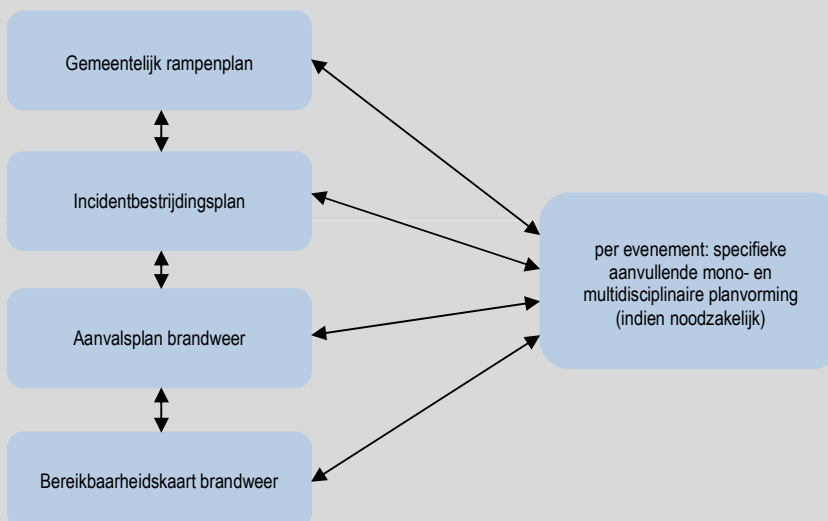 Gemeentelijk rampenplan
Incidentbestrijdingsplan
Aanvalsplan brandweer
Bereikbaarheidskaart brandweer
per evenement: specifieke
aanvullende mono- en
multidisciplinaire planvorming
(indien noodzakelijk)